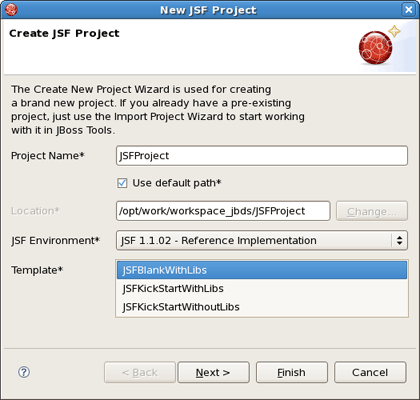 New JSF Project
Create JSF Project
The Create New Project Wizard is used for creating
a brand new project. If you already have a pre-existing
project, just use the Import Project Wizard to start working
with it in JBoss Tools.
Project Name* JSFProject
Use default path*
Location* /opt/work/workspace_jbds/JSFProject Change...
JSF Environment* JSF 1.1.02 - Reference Implementation
Template* JSFBlankWithLibs
JSFKickStartWithLibs
JSFKickStartWithoutLibs
? < Back Next > Finish Cancel